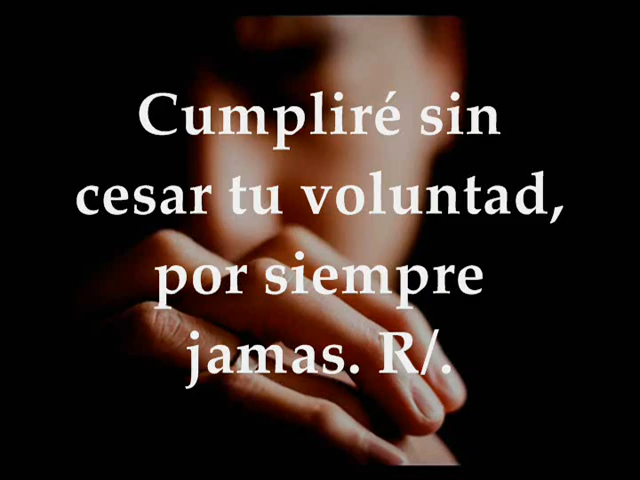 Cumpliré sin
cesar tu voluntad,
por siempre
jamas. R/.